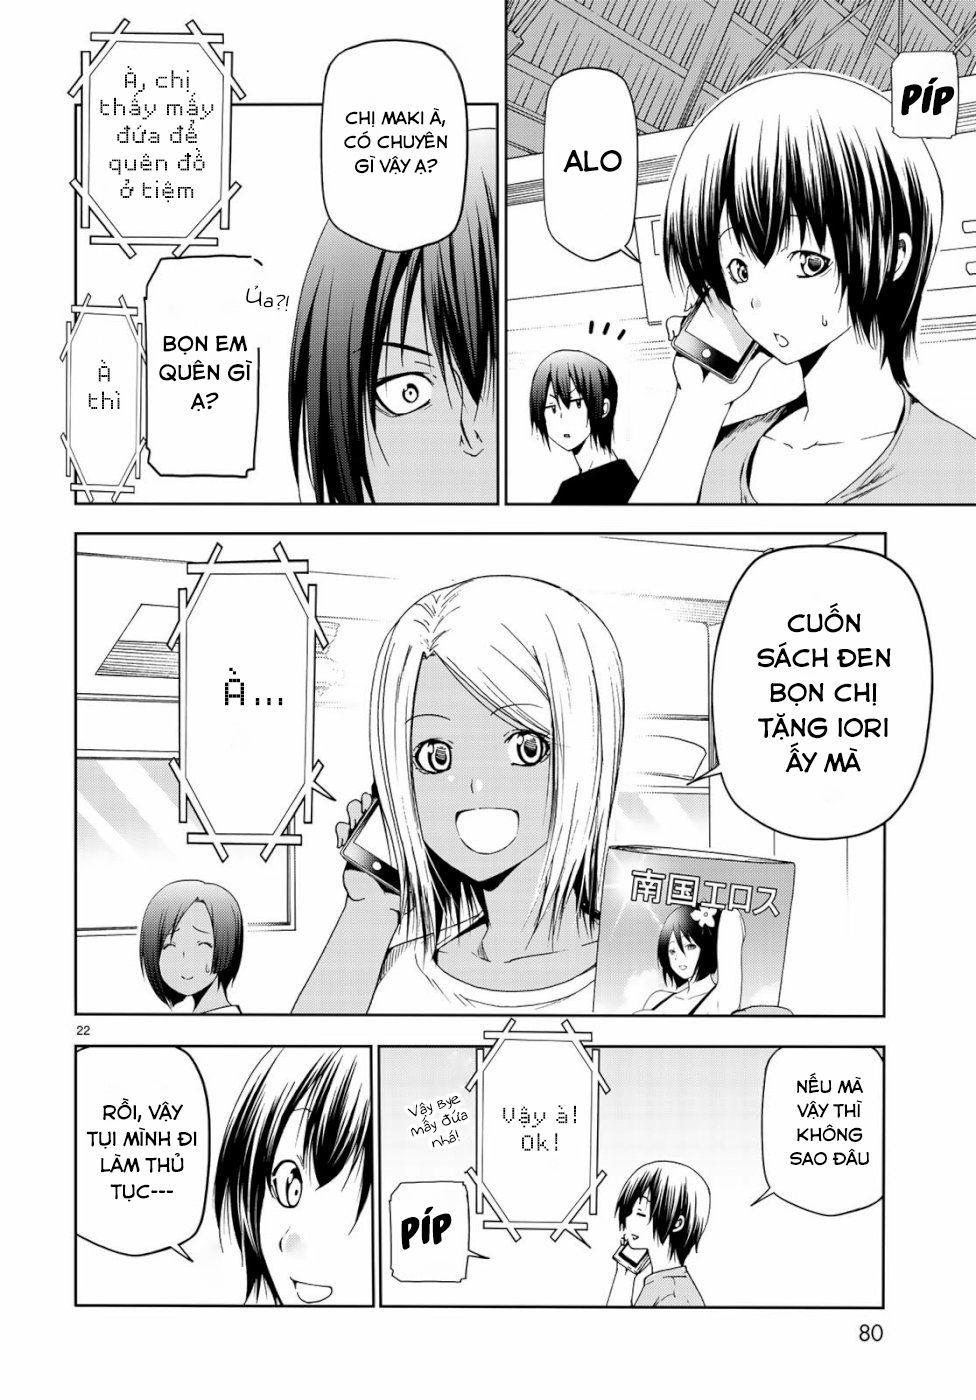 PÍP
ALO
CHỊ MAKI À,
CÓ CHUYÊN
GÌ VẬY Ạ?
À, chị
thấy mấy
đứa để
quên đồ
ở tiệm
Ủa?!
BỌN EM
QUÊN GÌ
Ạ?
À
thì
CUỐN
SÁCH ĐEN
BỌN CHỊ
TẶNG IORI
ẤY MÀ
À...
南国エロス
22
NẾU MÀ
VẬY THÌ
KHÔNG
SAO ĐÂU
Vậy à!
Ok!
Vậy Bye
mấy đứa
nhá!
PÍP
RỒI, VẬY
TỤI MÌNH ĐI
LÀM THỦ
TỤC---
80